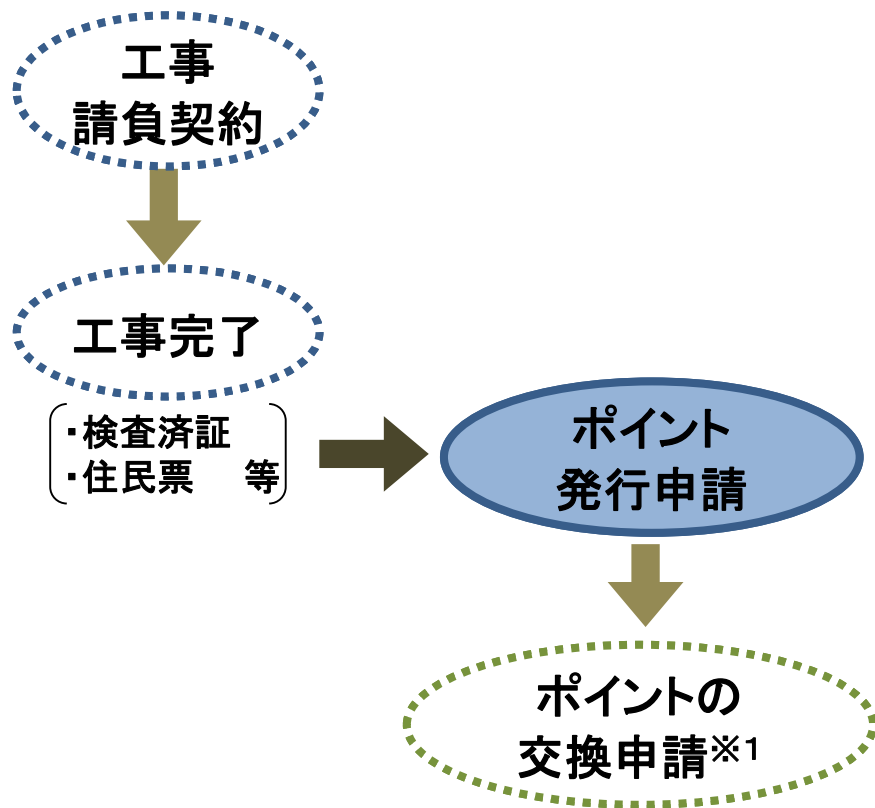 工事
請負契約
工事完了
・検査済証
・住民票 等
ポイント
発行申請
ポイントの
交換申請※1